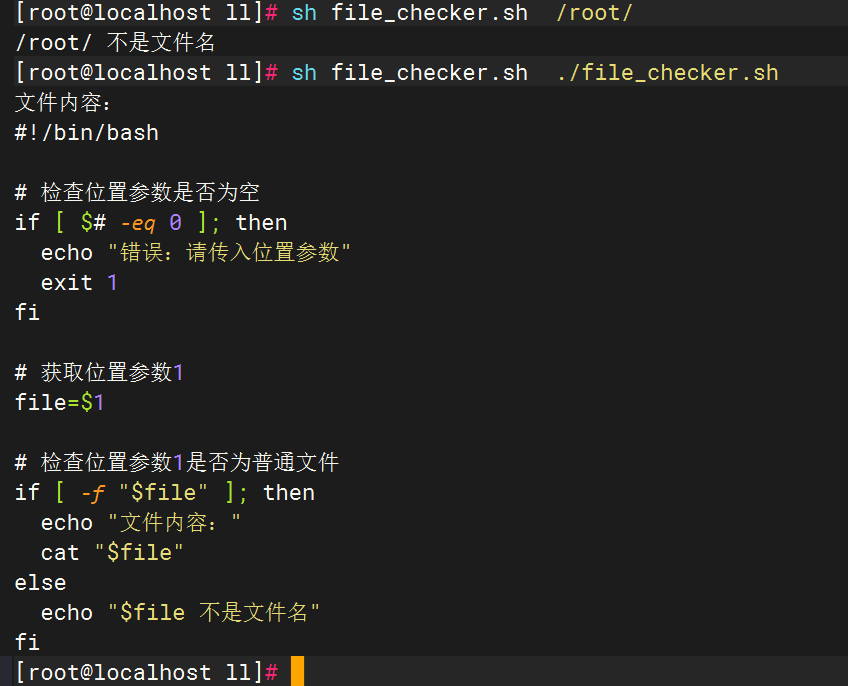 [root@localhost ll]# sh file_checker.sh  /root/
/root/ 不是文件名
[root@localhost ll]# sh file_checker.sh  ./file_checker.sh
文件内容：
#!/bin/bash

# 检查位置参数是否为空
if [ $# -eq 0 ]; then
  echo "错误：请传入位置参数"
  exit 1
fi

# 获取位置参数1
file=$1

# 检查位置参数1是否为普通文件
if [ -f "$file" ]; then
  echo "文件内容："
  cat "$file"
else
  echo "$file 不是文件名"
fi
[root@localhost ll]#